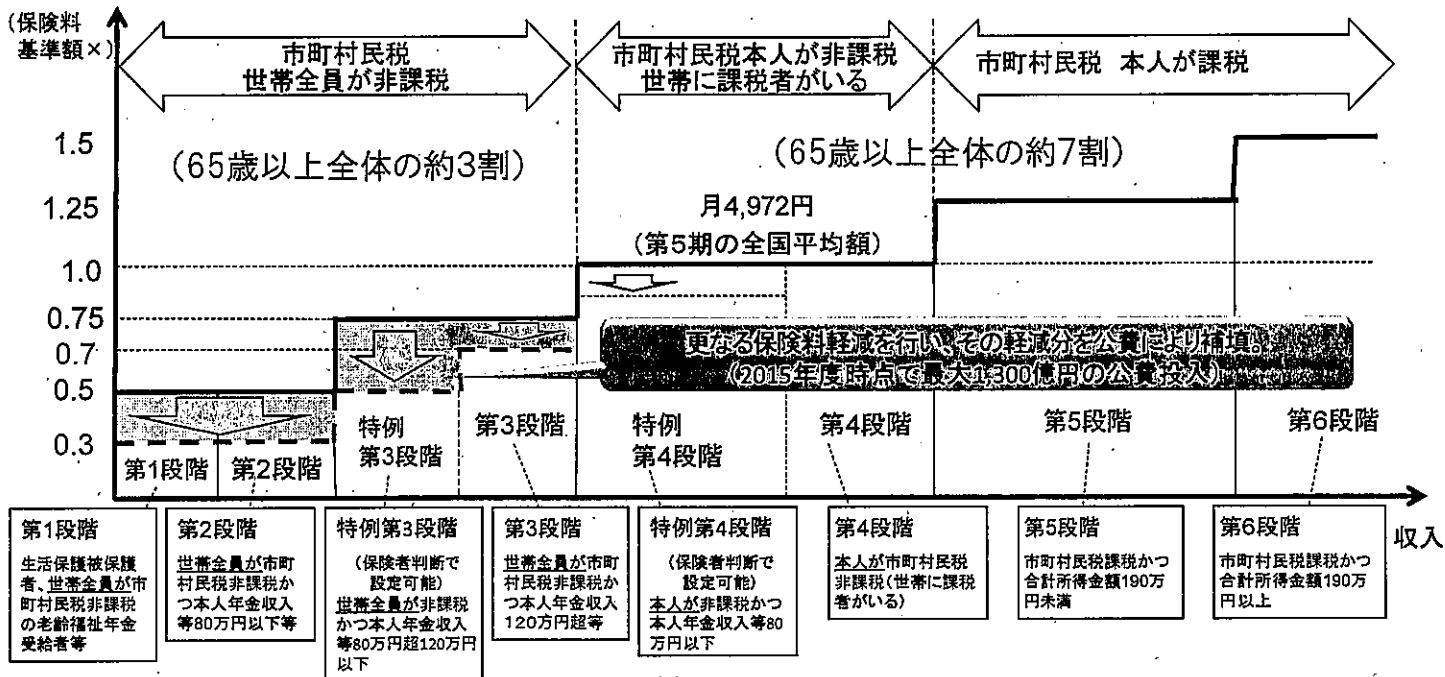 (保険料
基準額×)
市町村民税
世帯全員が非課税
市町村民税本人が非課税
世帯に課税者がいる
市町村民税 本人が課税
(65歳以上全体の約3割)
(65歳以上全体の約7割)
月4,972円
(第5期の全国平均額)
1.5
1.25
1.0
0.75
0.7
0.5
0.3
更なる保険料軽減を行い、その軽減分を公費により補填。
(2015年度時点で最大1,300億円の公費投入)
第1段階
第2段階
特例
第3段階
第3段階
特例
第4段階
第4段階
第5段階
第6段階
収入
第1段階
生活保護被保護
者、世帯全員が市
町村民税非課税
の老齢福祉年金
受給者等
第2段階
世帯全員が市町
村民税非課税か
つ本人年金収入
等80万円以下等
特例第3段階
(保険者判断で
設定可能)
世帯全員が非課税
かつ本人年金収入
等80万円超120万円
以下
第3段階
世帯全員が市町
村民税非課税か
つ本人年金収入
120万円超等
特例第4段階
(保険者判断で
設定可能)
本人が非課税かつ
本人年金収入等80
万円以下
第4段階
本人が市町村民税
非課税(世帯に課税
者がいる)
第5段階
市町村民税課税かつ
合計所得金額190万
円未満
第6段階
市町村民税課税かつ
合計所得金額190万
円以上